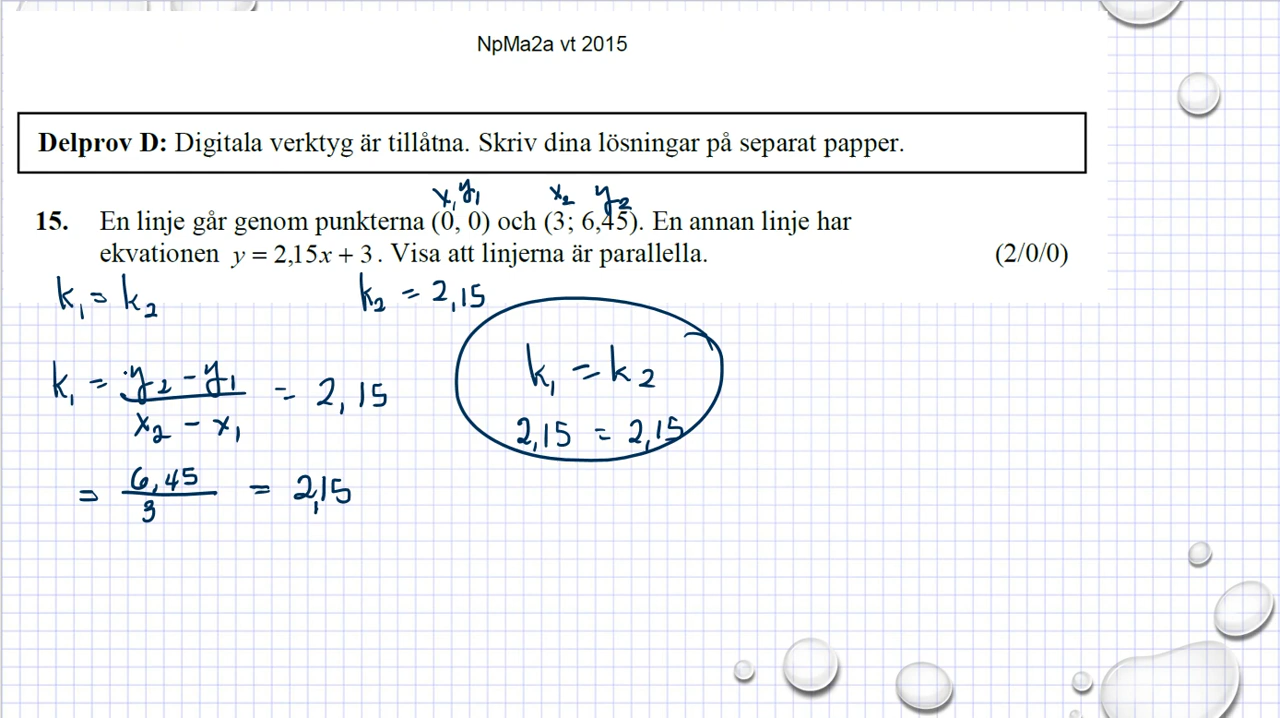 NpMa2a vt 2015
Delprov D: Digitala verktyg är tillåtna. Skriv dina lösningar på separat papper.
x₁ y₁ x₂ y₂
15. En linje går genom punkterna (0, 0) och (3; 6,45). En annan linje har
ekvationen y = 2,15x + 3. Visa att linjerna är parallella. (2/0/0)
k₁ = k₂
k₂ = 2,15
k₁ = (y₂ - y₁)/(x₂ - x₁) = 2,15
= 6,45/3 = 2,15
k₁ = k₂
2,15 = 2,15